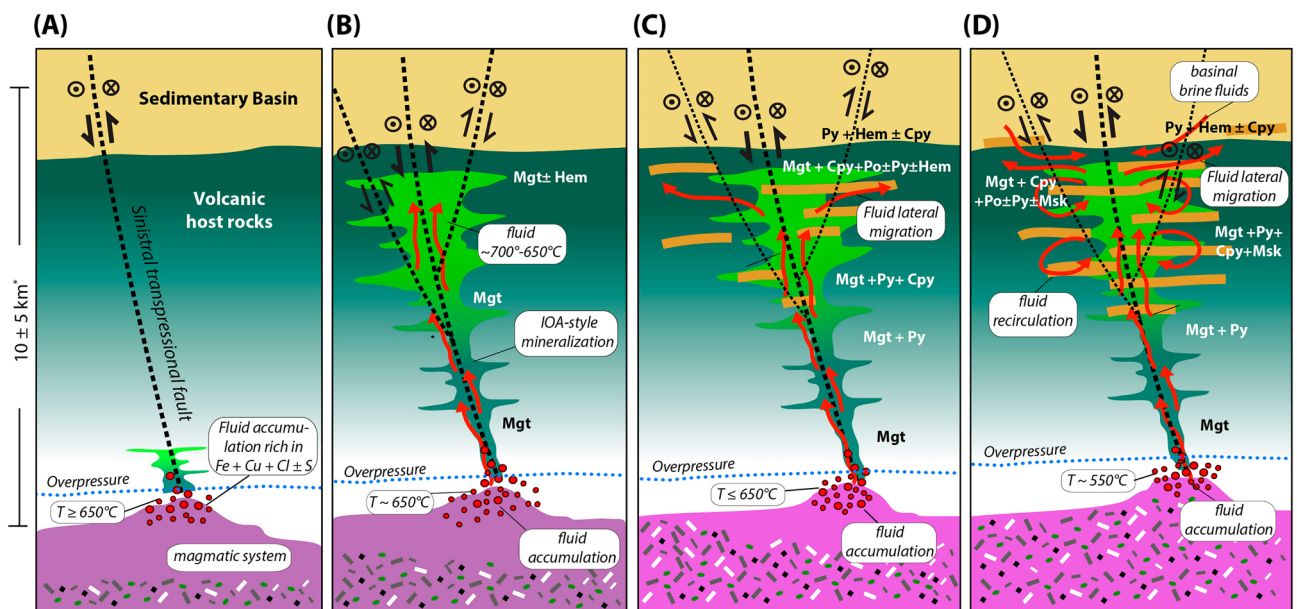 (A)
(B)
(C)
(D)
10 ± 5 km*
Sedimentary Basin
Volcanic
host rocks
Sinistral transpressional fault
Fluid accumu-
lation rich in
Fe + Cu + Cl ± S
Overpressure
T ≥ 650°C
magmatic system
Mgt± Hem
fluid
~700°-650°C
Mgt
IOA-style
mineralization
Mgt
Overpressure
T ~ 650°C
fluid
accumulation
Py + Hem ± Cpy
Mgt + Cpy+Po±Py±Hem
Fluid lateral
migration
Mgt +Py+ Cpy
Mgt + Py
Mgt
Overpressure
T ≤ 650°C
fluid
accumulation
basinal
brine fluids
Py + Hem ± Cpy
Mgt + Cpy
+Po±Py±Msk
Fluid lateral
migration
Mgt +Py+
Cpy+Msk
fluid
recirculation
Mgt + Py
Mgt
Overpressure
T ~ 550°C
fluid
accumulation